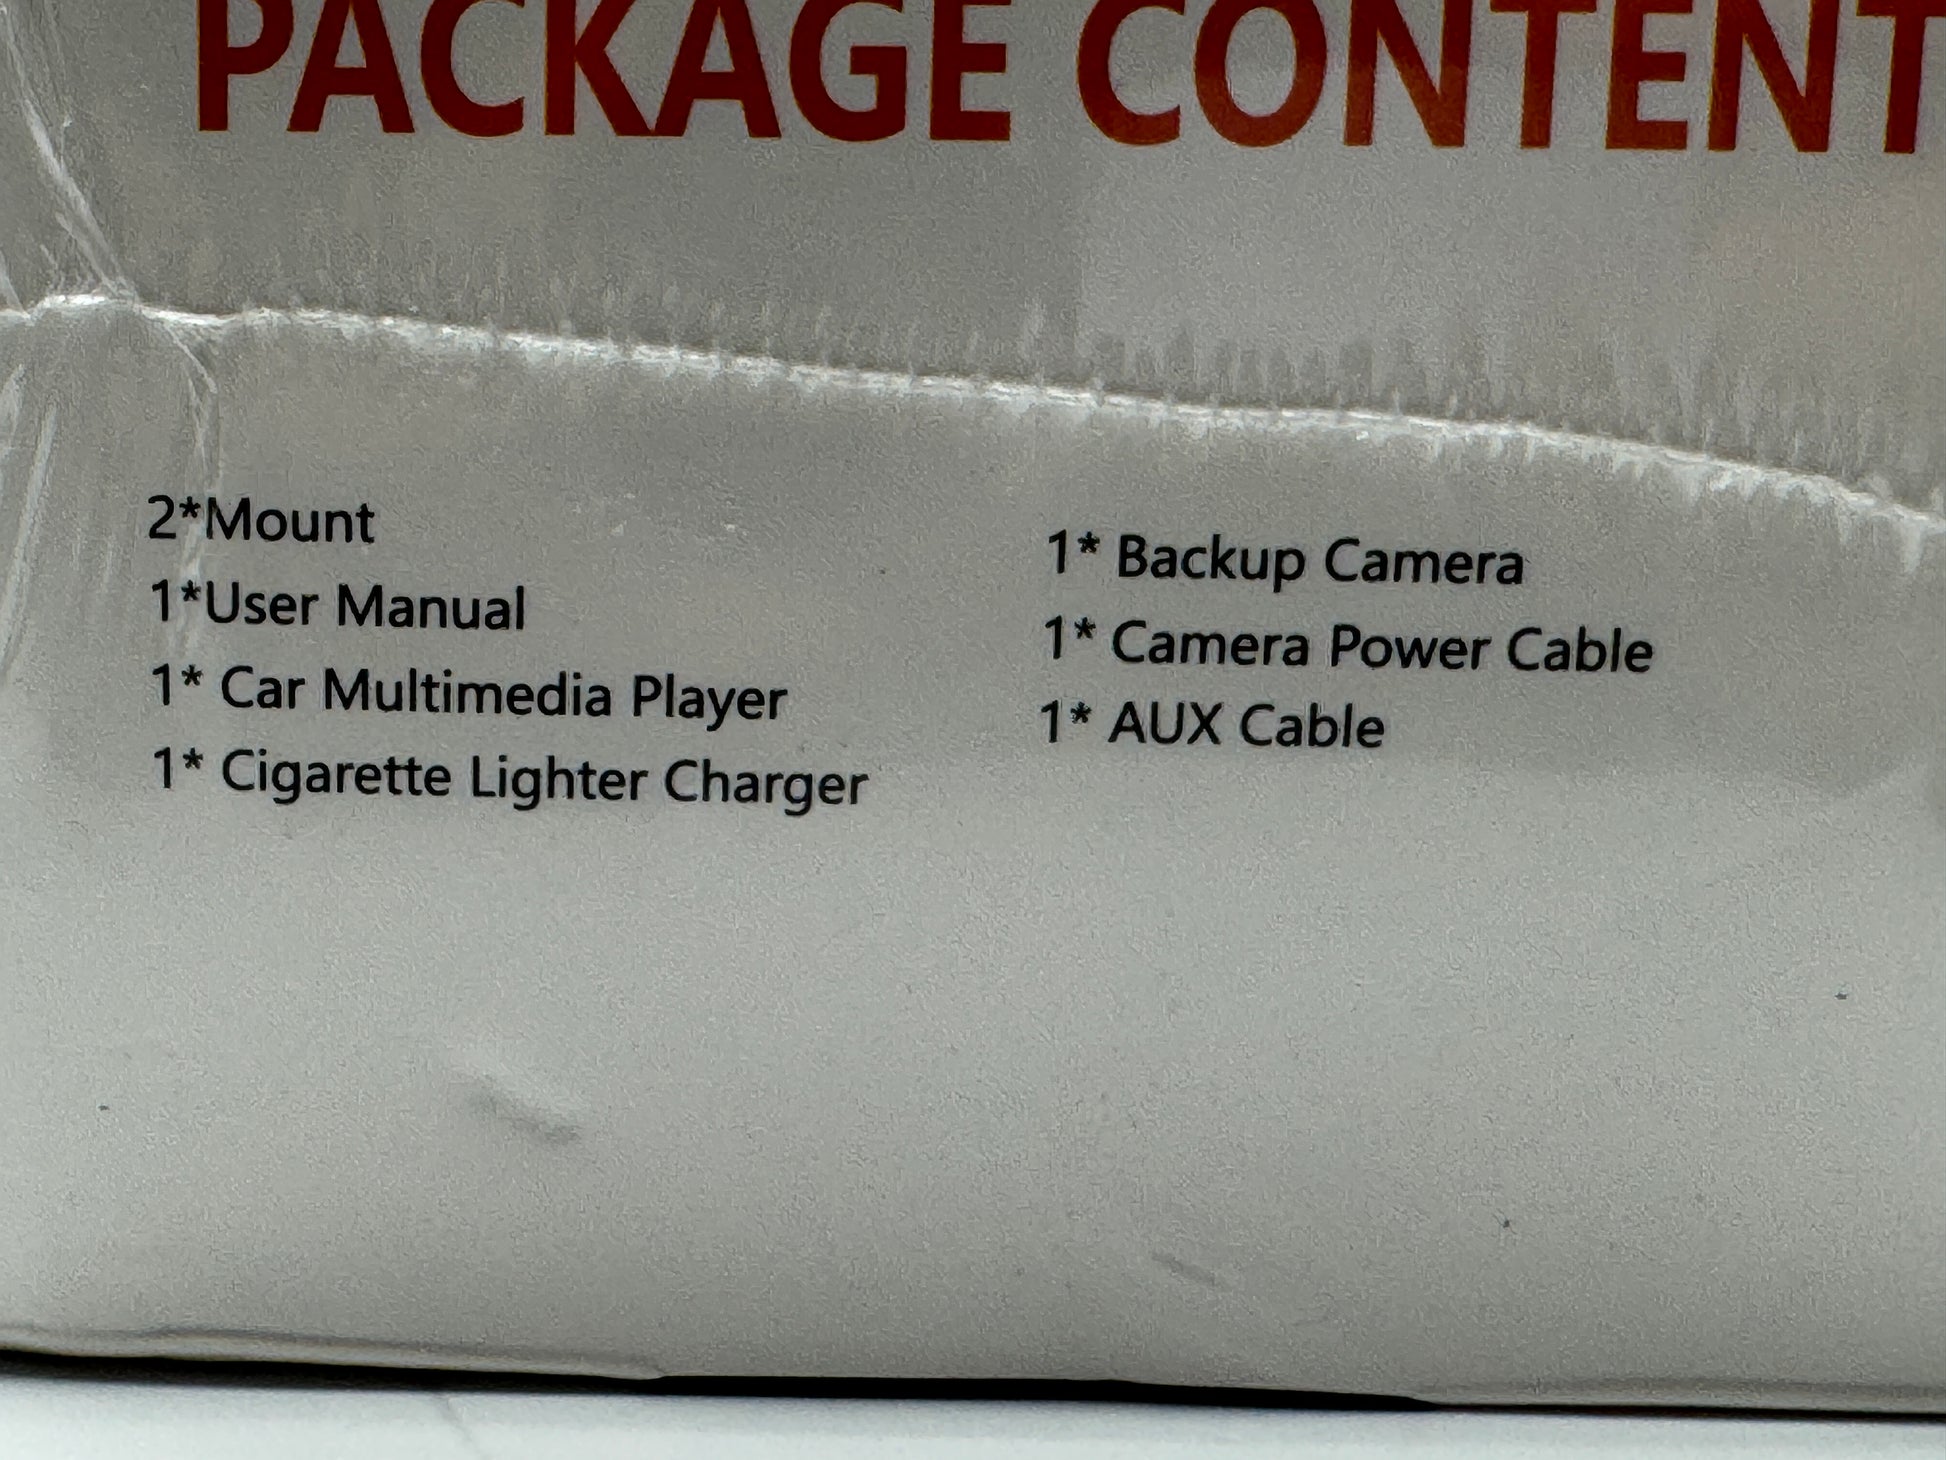 PACKAGE CONTENT
2*Mount
1*User Manual
1* Car Multimedia Player
1* Cigarette Lighter Charger
1* Backup Camera
1* Camera Power Cable
1* AUX Cable